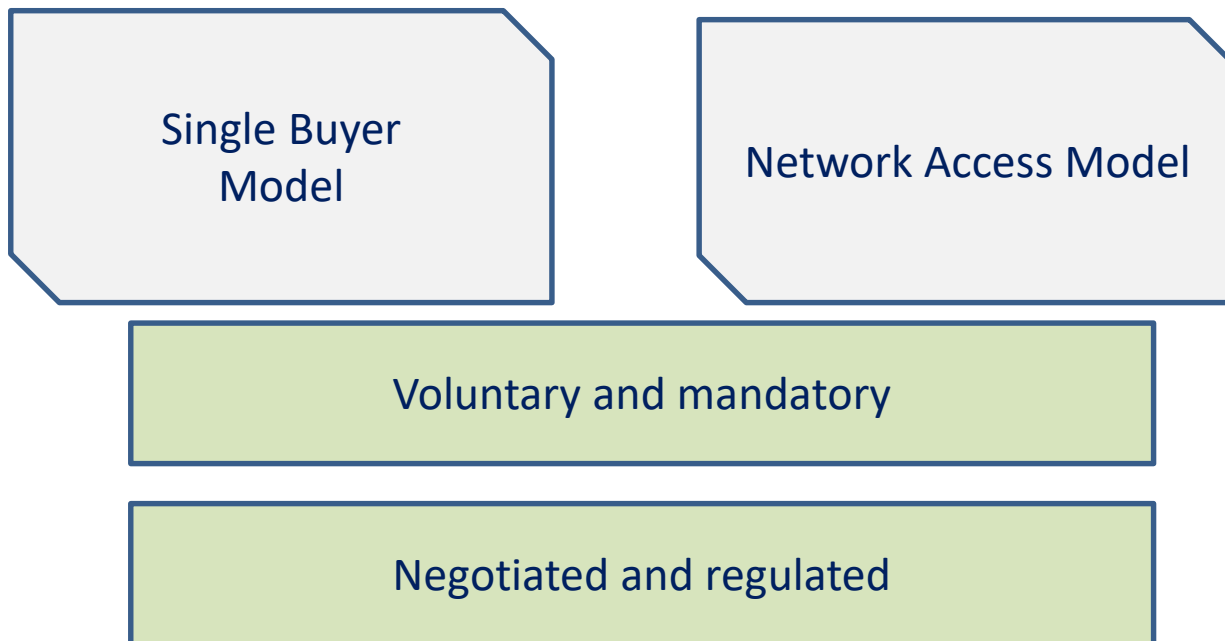 Single Buyer
Model
Network Access Model
Voluntary and mandatory
Negotiated and regulated